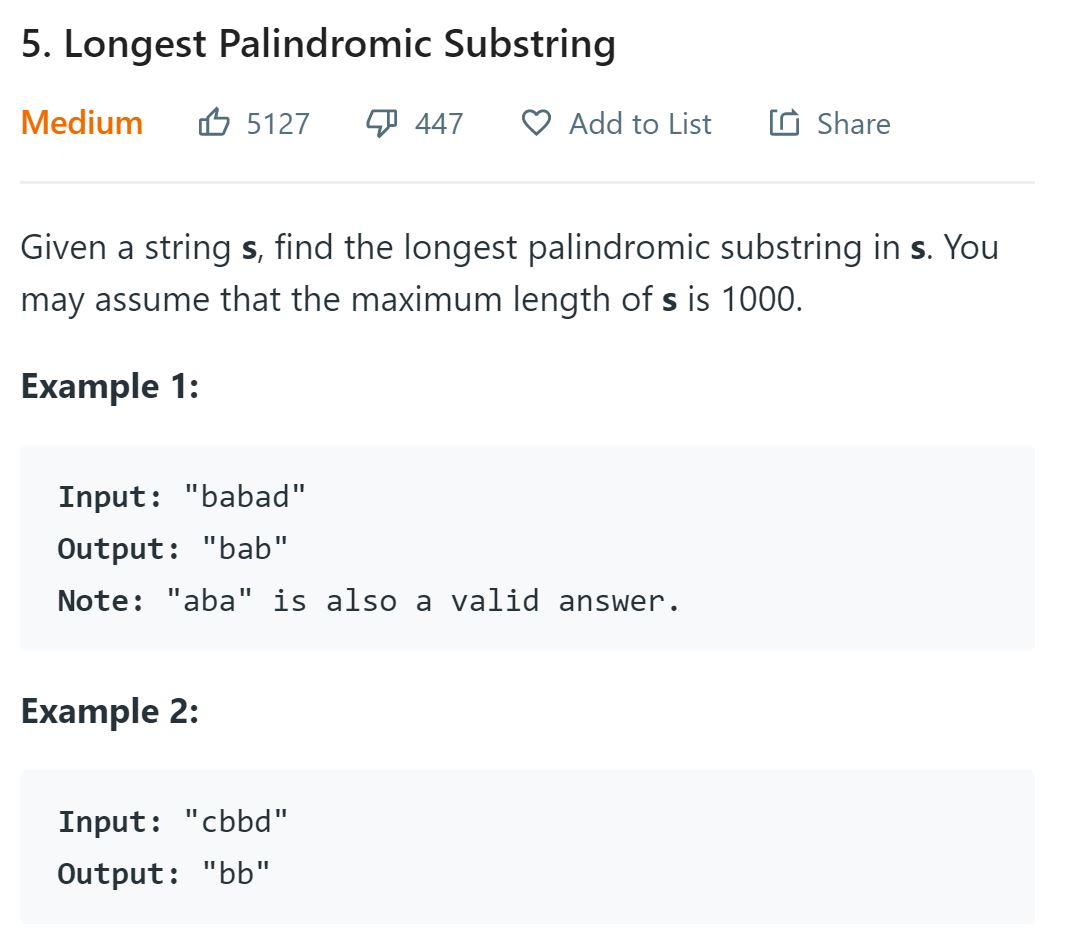 5. Longest Palindromic Substring
Medium 5127 447 Add to List Share
Given a string s, find the longest palindromic substring in s. You
may assume that the maximum length of s is 1000.
Example 1:
Input: "babad"
Output: "bab"
Note: "aba" is also a valid answer.
Example 2:
Input: "cbbd"
Output: "bb"